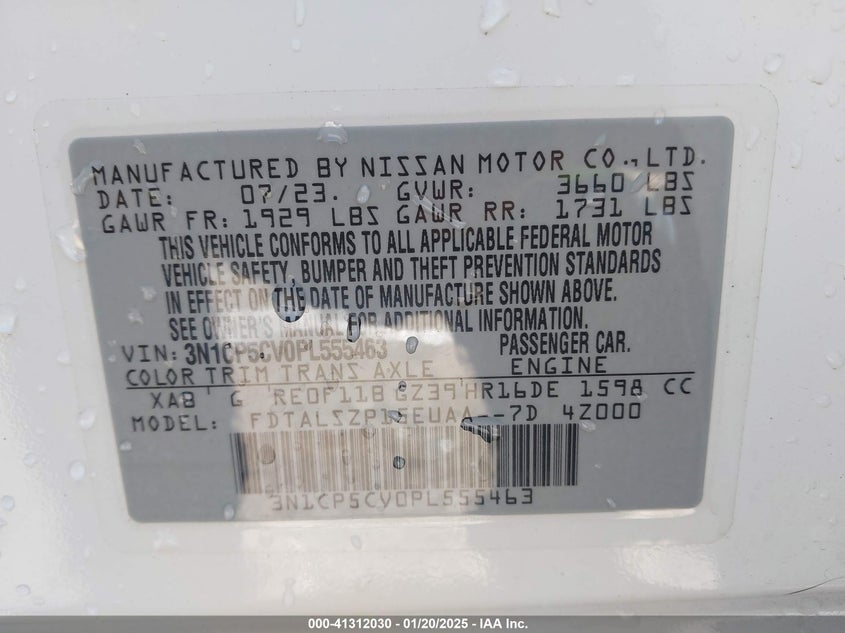 MANUFACTURED BY NISSAN MOTOR CO., LTD.
DATE: 07/23. GVWR: 3660 LBS
GAWR FR: 1929 LBS GAWR RR: 1731 LBS
THIS VEHICLE CONFORMS TO ALL APPLICABLE FEDERAL MOTOR
VEHICLE SAFETY, BUMPER AND THEFT PREVENTION STANDARDS
IN EFFECT ON THE DATE OF MANUFACTURE SHOWN ABOVE.
SEE OWNER'S MANUAL FOR ADDITIONAL INFORMATION.
VIN: 3N1CP5CV0PL555463 PASSENGER CAR.
COLOR TRIM TRANS AXLE ENGINE
XAB G RE0F11B GZ39 HR16DE 1598 CC
MODEL: 7D 4Z000
3N1CP5CV0PL555463
000-41312030 — 01/20/2025 — IAA Inc.